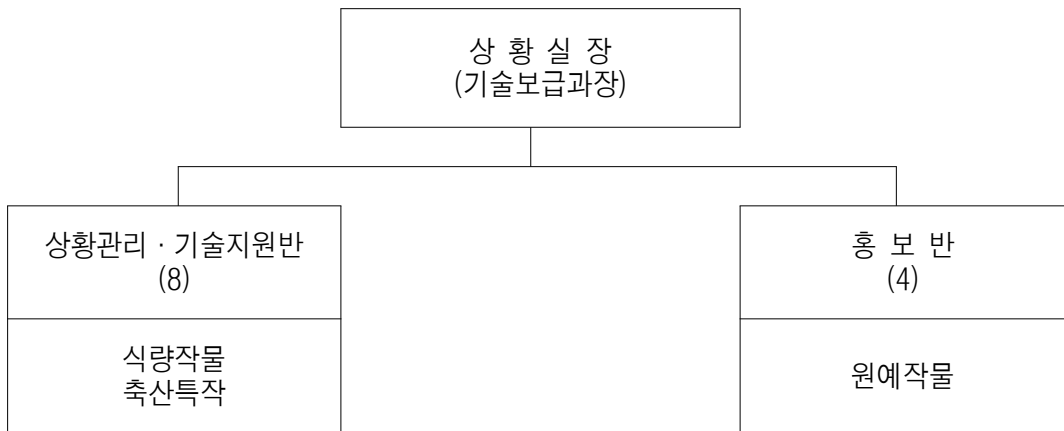 상 황 실 장
(기술보급과장)
상황관리 · 기술지원반
(8)
식량작물
축산특작
홍 보 반
(4)
원예작물